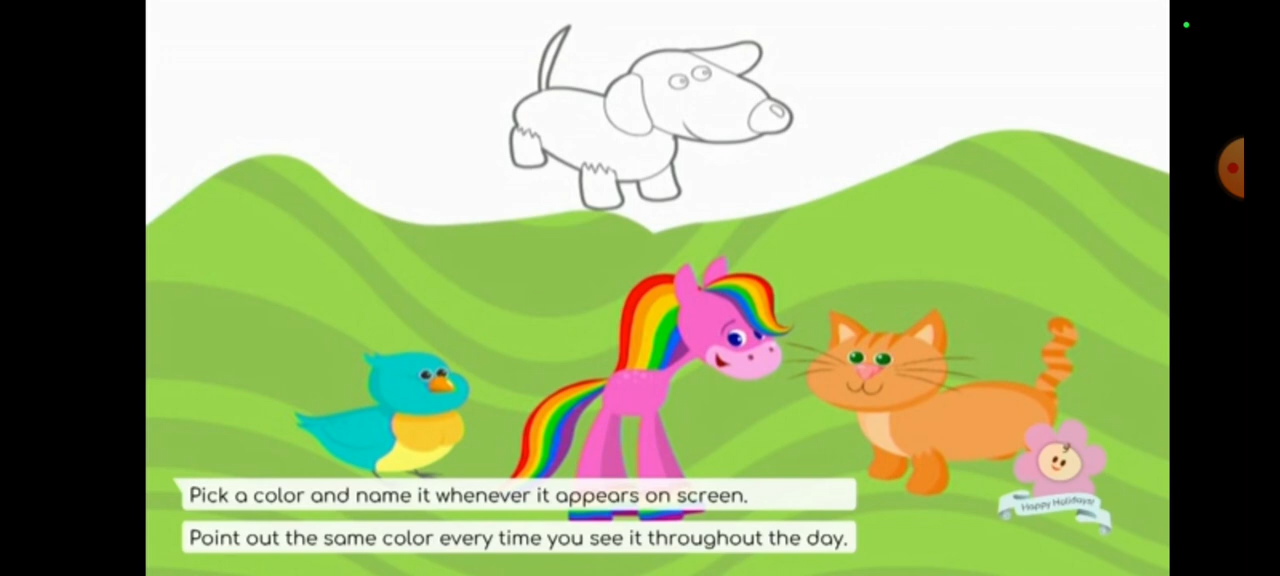 Pick a color and name it whenever it appears on screen.
Point out the same color every time you see it throughout the day.
Happy Holidays!